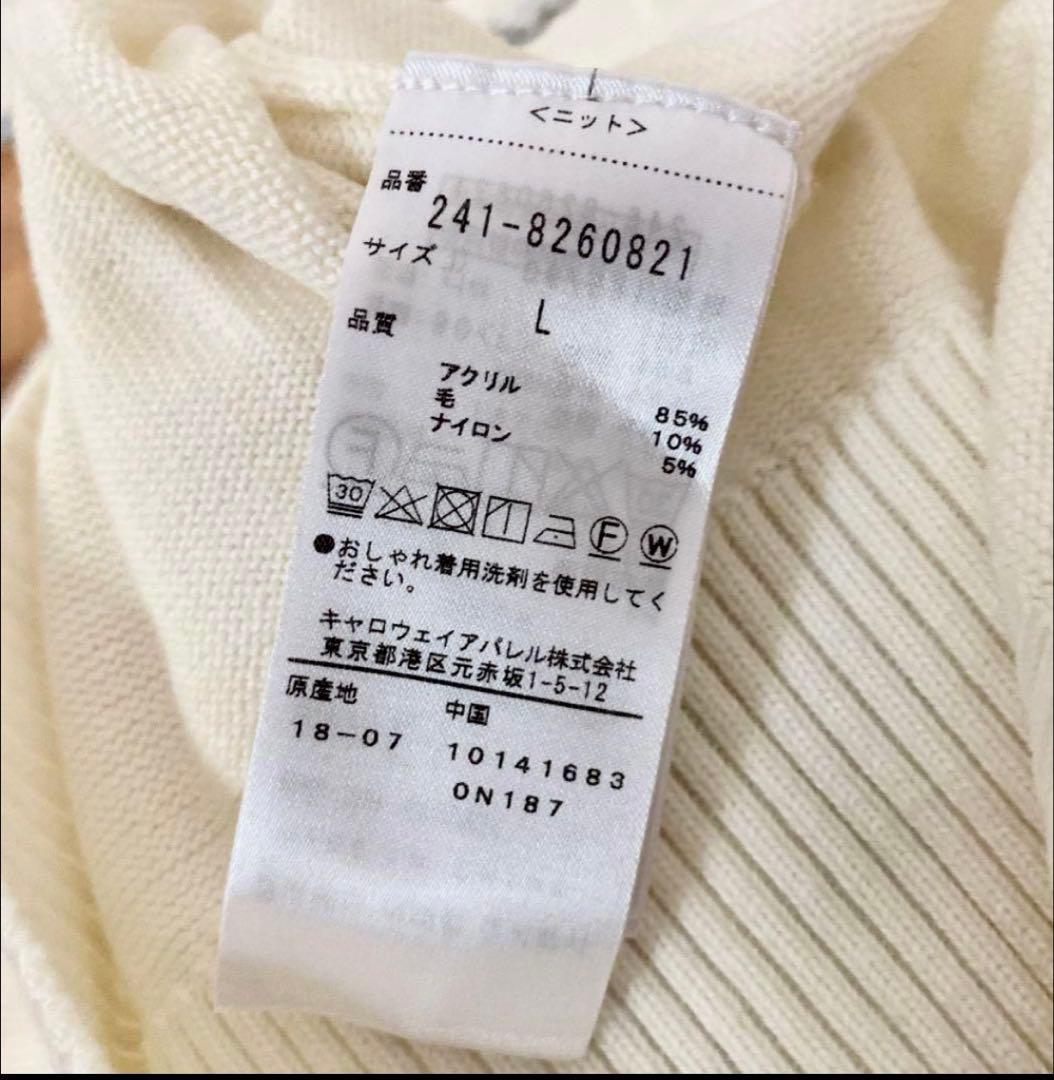 <ニット>
品番
241-8260821
サイズ
L
品質
アクリル 85%
毛 10%
ナイロン 5%
30 F W
●おしゃれ着用洗剤を使用してく
ださい。
キャロウェイアパレル株式会社
東京都港区元赤坂1-5-12
原産地 中国
18-07 10141683
0N187